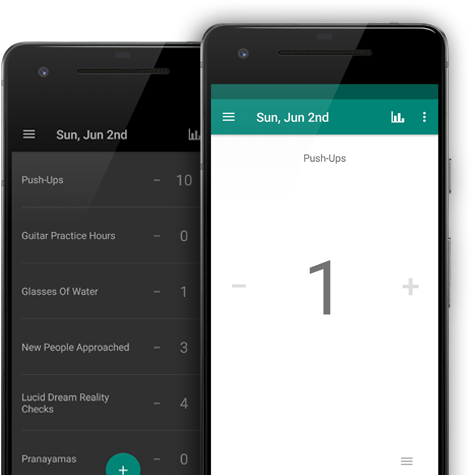 Sun, Jun 2nd
Push-Ups – 10
Guitar Practice Hours – 0
Glasses Of Water – 1
New People Approached – 3
Lucid Dream Reality
Checks – 4
Pranayamas – 0
+
Sun, Jun 2nd
Push-Ups
– 1 +